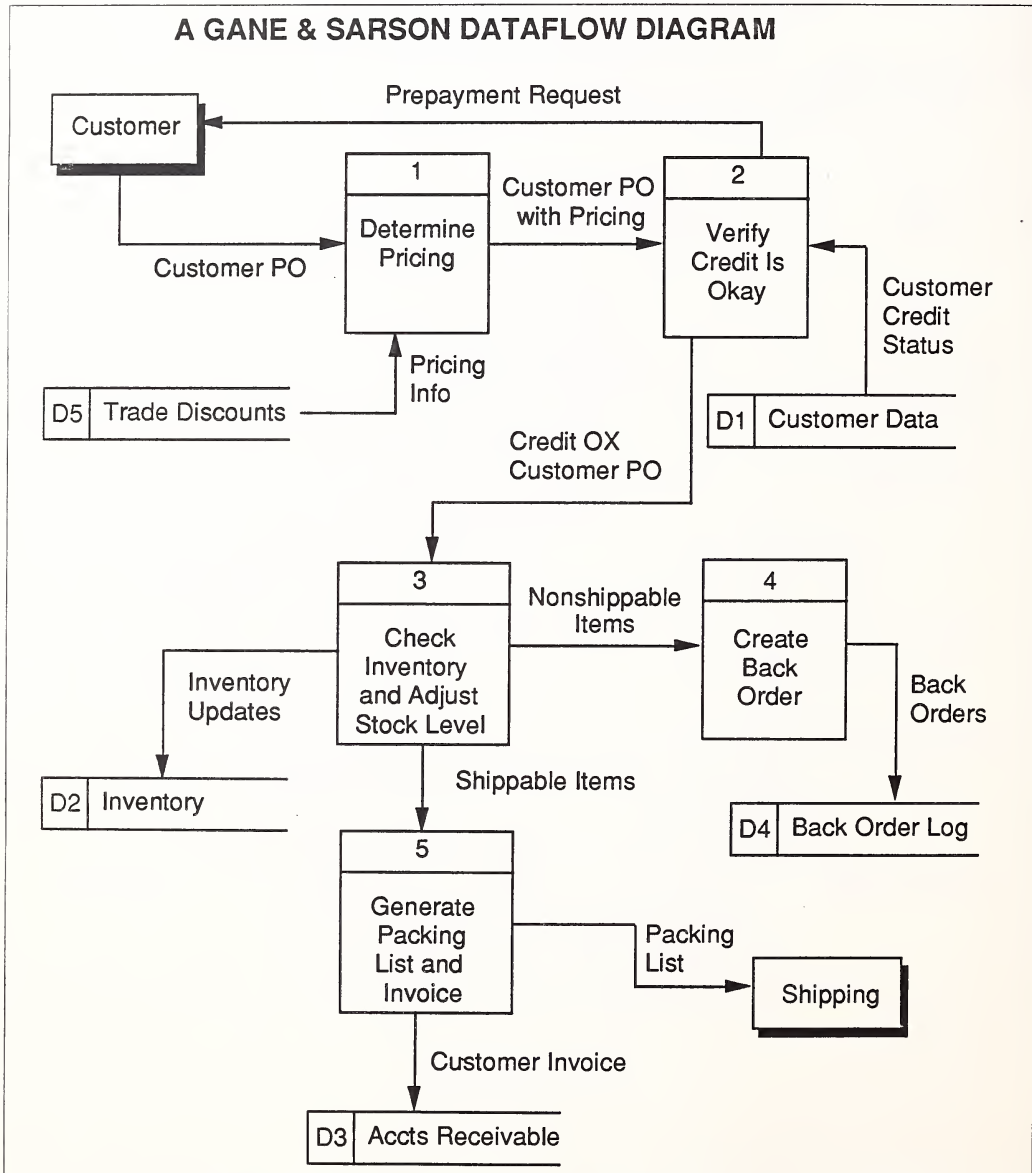 A GANE & SARSON DATAFLOW DIAGRAM
Prepayment Request
Customer
1
Determine
Pricing
Customer PO
with Pricing
2
Verify
Credit Is
Okay
Customer PO
Customer
Credit
Status
Pricing
Info
D5 Trade Discounts
D1 Customer Data
Credit OX
Customer PO
3
Check
Inventory
and Adjust
Stock Level
Nonshippable
Items
4
Create
Back
Order
Inventory
Updates
Back
Orders
D2 Inventory
Shippable Items
D4 Back Order Log
5
Generate
Packing
List and
Invoice
Packing
List
Shipping
Customer Invoice
D3 Accts Receivable